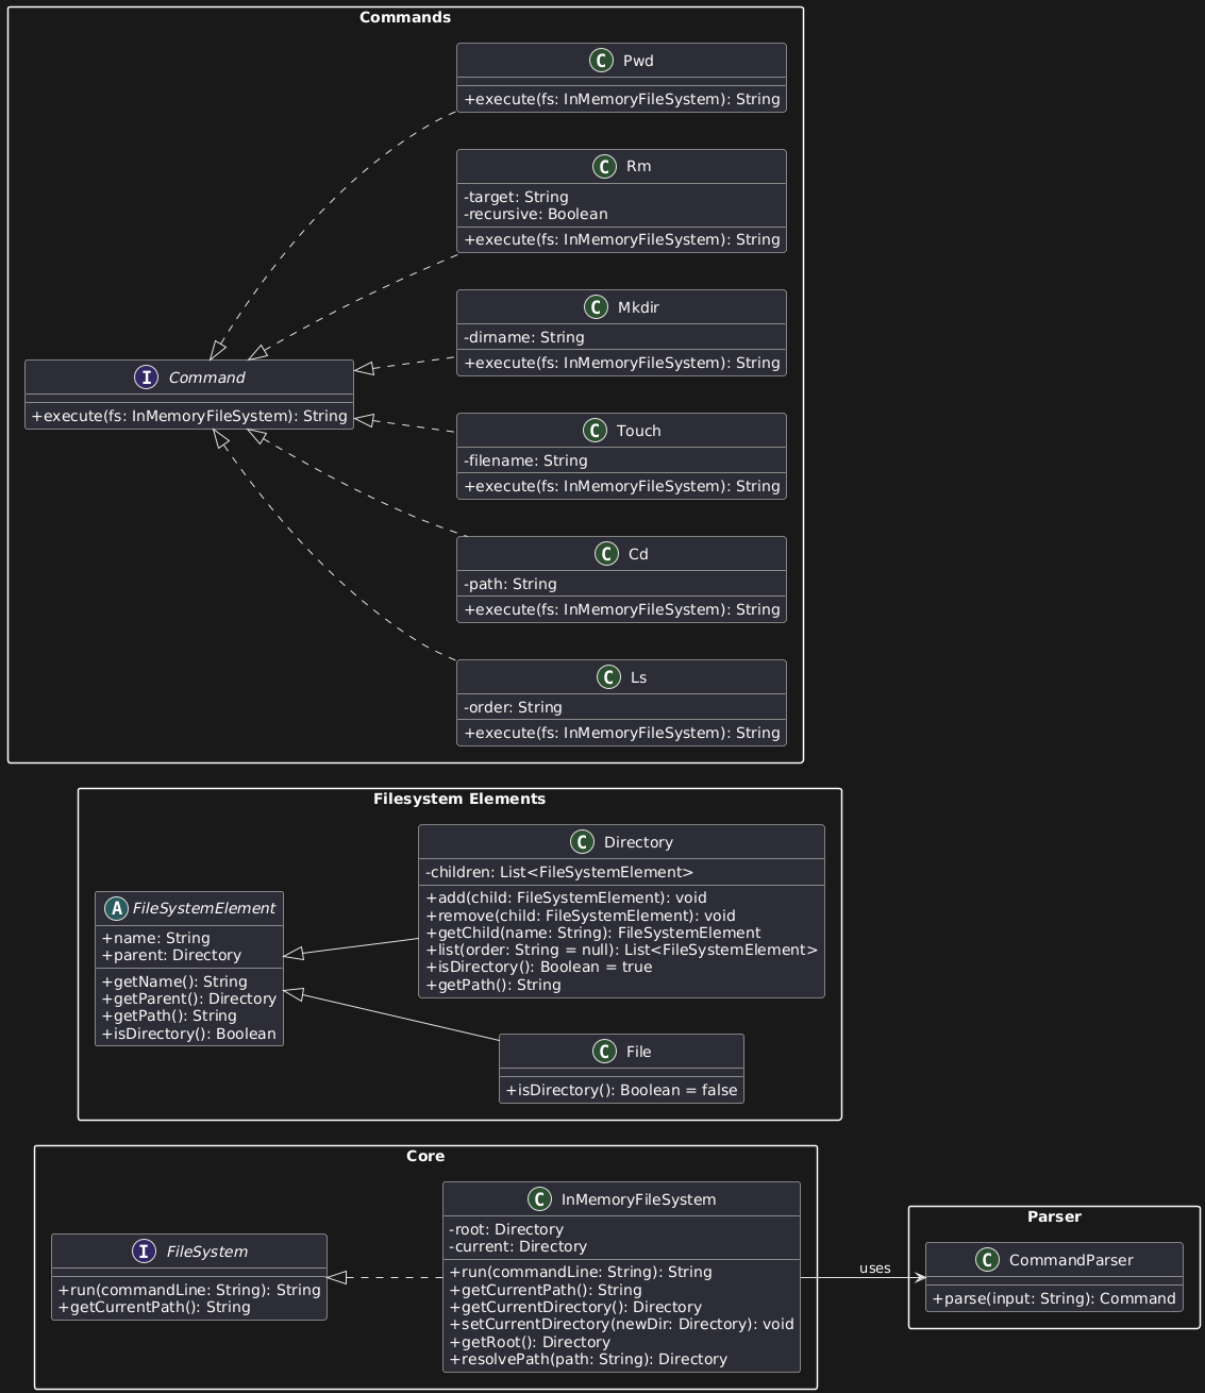 Commands
C Pwd
+execute(fs: InMemoryFileSystem): String
C Rm
-target: String
-recursive: Boolean
+execute(fs: InMemoryFileSystem): String
C Mkdir
-dirname: String
+execute(fs: InMemoryFileSystem): String
I Command
+execute(fs: InMemoryFileSystem): String
C Touch
-filename: String
+execute(fs: InMemoryFileSystem): String
C Cd
-path: String
+execute(fs: InMemoryFileSystem): String
C Ls
-order: String
+execute(fs: InMemoryFileSystem): String
Filesystem Elements
C Directory
-children: List<FileSystemElement>
+add(child: FileSystemElement): void
+remove(child: FileSystemElement): void
+getChild(name: String): FileSystemElement
+list(order: String = null): List<FileSystemElement>
+isDirectory(): Boolean = true
+getPath(): String
A FileSystemElement
+name: String
+parent: Directory
+getName(): String
+getParent(): Directory
+getPath(): String
+isDirectory(): Boolean
C File
+isDirectory(): Boolean = false
Core
C InMemoryFileSystem
-root: Directory
-current: Directory
+run(commandLine: String): String
+getCurrentPath(): String
+getCurrentDirectory(): Directory
+setCurrentDirectory(newDir: Directory): void
+getRoot(): Directory
+resolvePath(path: String): Directory
I FileSystem
+run(commandLine: String): String
+getCurrentPath(): String
uses
Parser
C CommandParser
+parse(input: String): Command